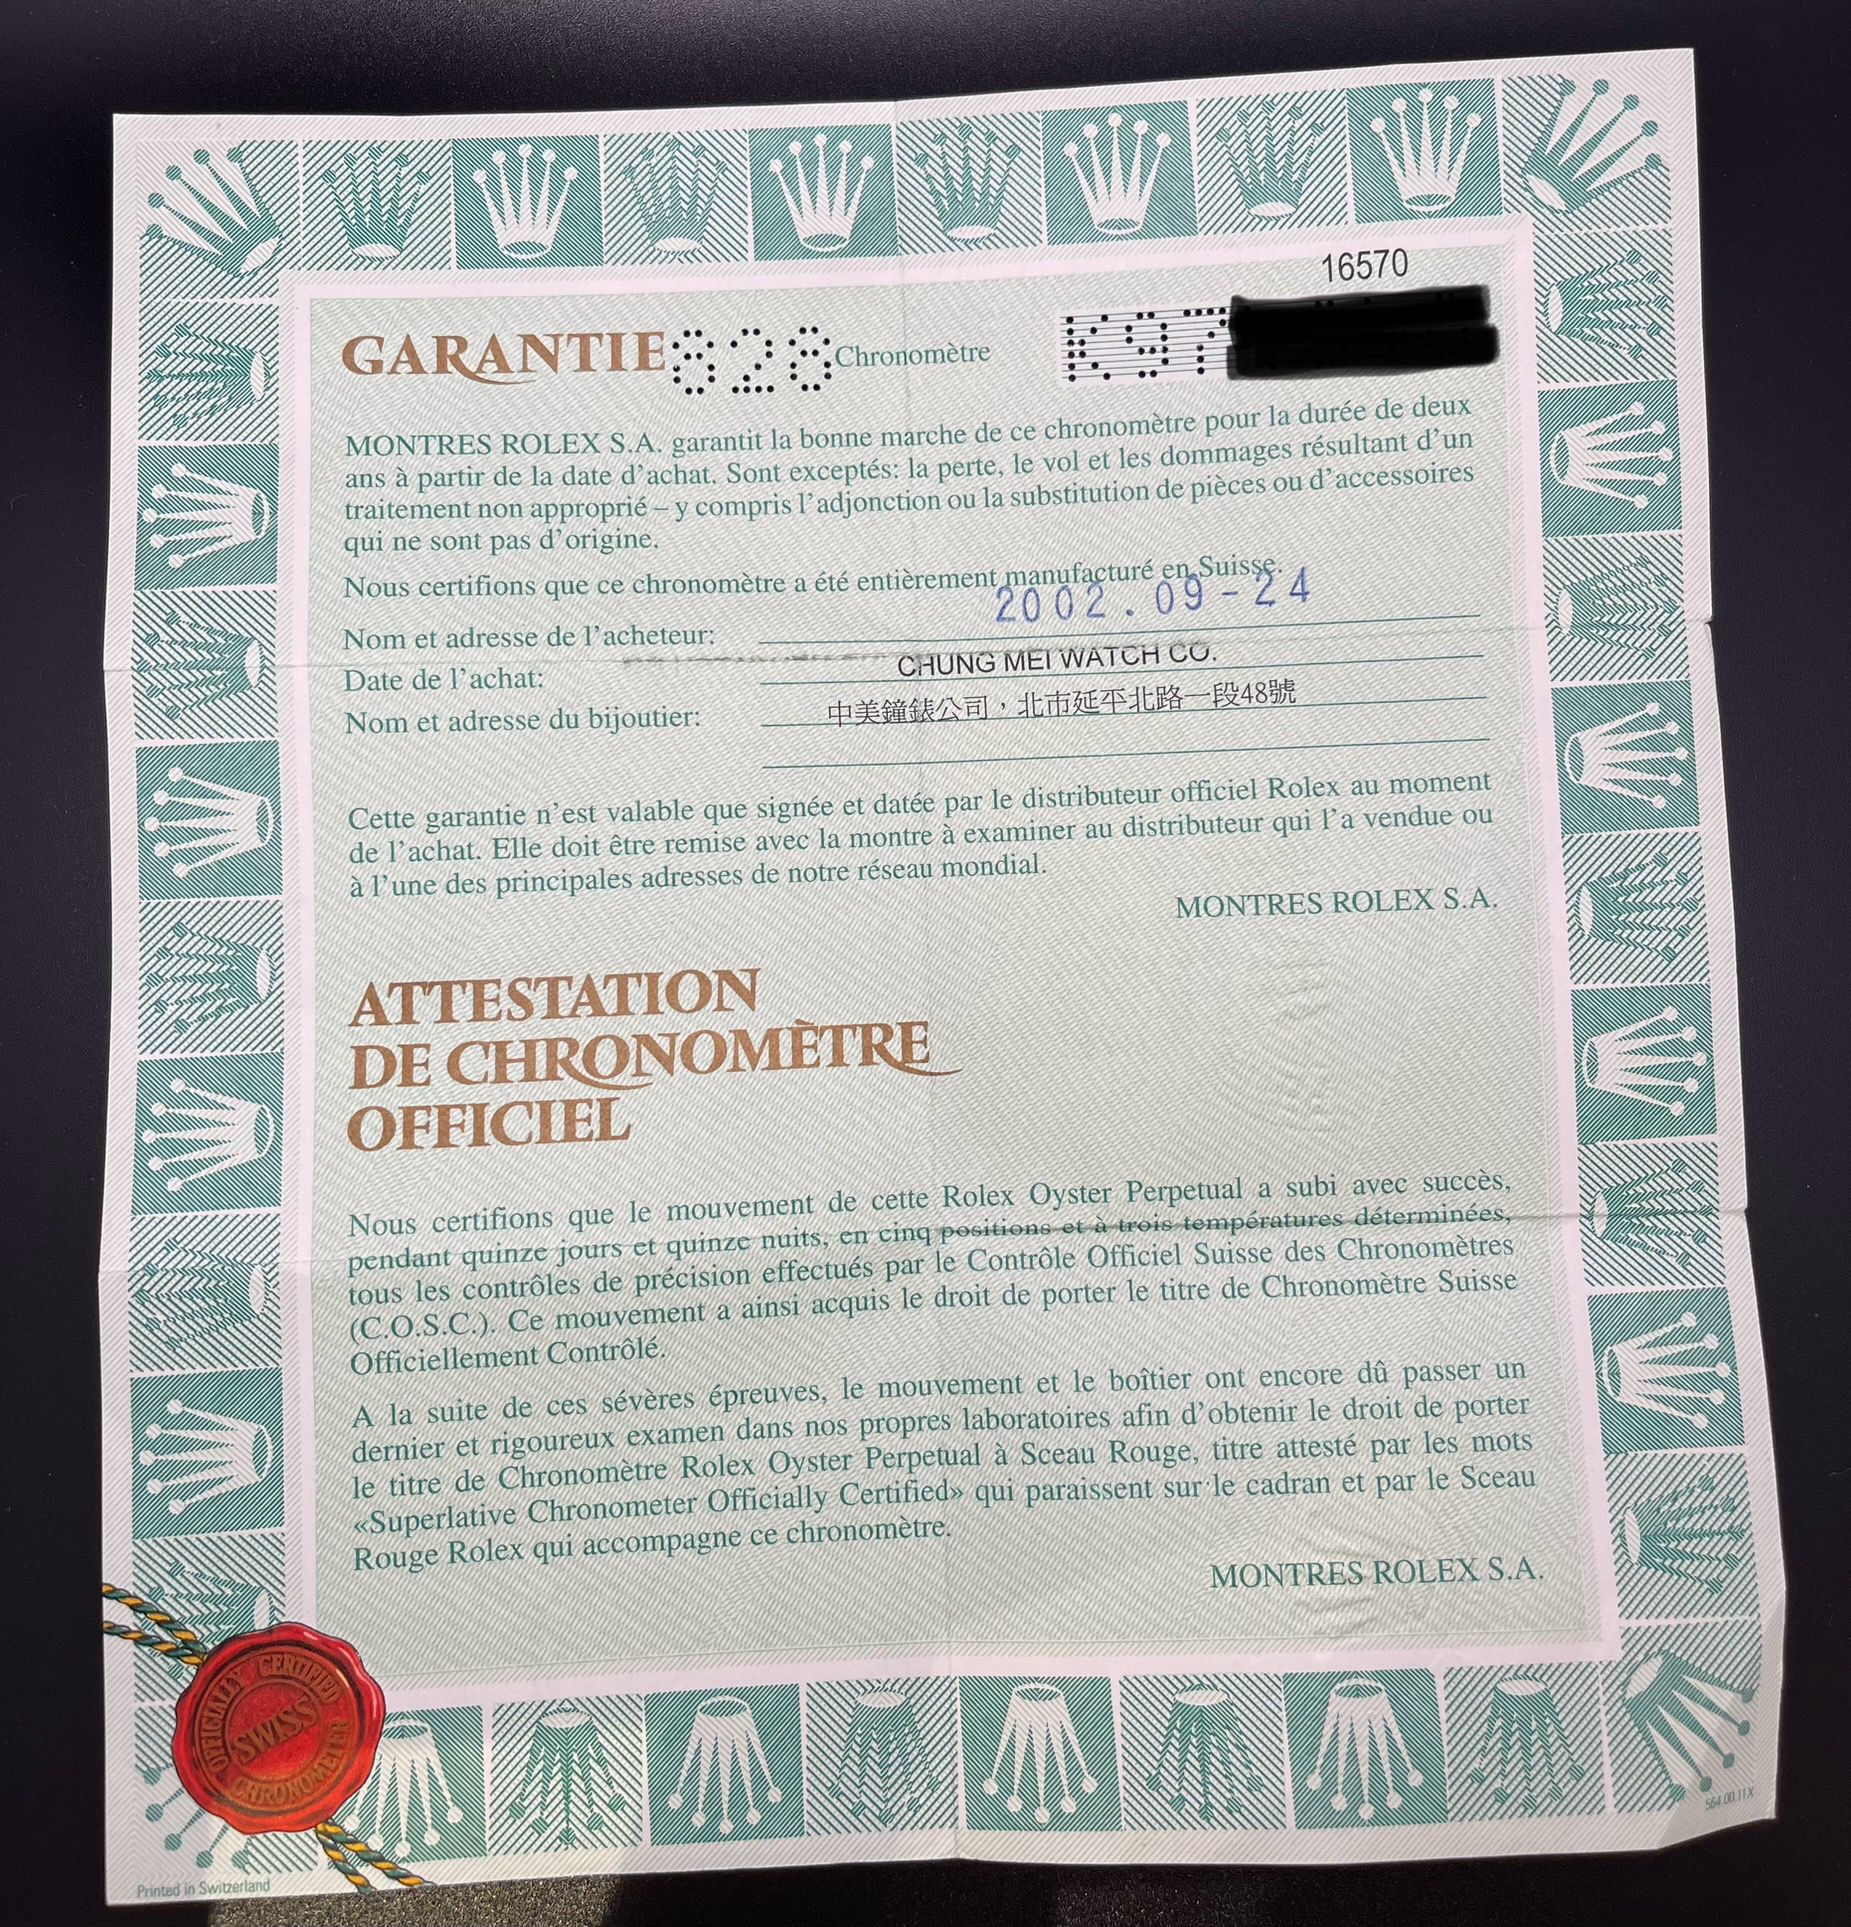 16570
GARANTIE 828 Chronomètre K97
MONTRES ROLEX S.A. garantit la bonne marche de ce chronomètre pour la durée de deux
ans à partir de la date d'achat. Sont exceptés: la perte, le vol et les dommages résultant d'un
traitement non approprié – y compris l'adjonction ou la substitution de pièces ou d'accessoires
qui ne sont pas d'origine.
Nous certifions que ce chronomètre a été entièrement manufacturé en Suisse.
2002.09-24
Nom et adresse de l'acheteur:
CHUNG MEI WATCH CO.
Date de l'achat:
中美鐘錶公司,北市延平北路一段48號
Nom et adresse du bijoutier:
Cette garantie n'est valable que signée et datée par le distributeur officiel Rolex au moment
de l'achat. Elle doit être remise avec la montre à examiner au distributeur qui l'a vendue ou
à l'une des principales adresses de notre réseau mondial.
MONTRES ROLEX S.A.
ATTESTATION
DE CHRONOMÈTRE
OFFICIEL
Nous certifions que le mouvement de cette Rolex Oyster Perpetual a subi avec succès,
pendant quinze jours et quinze nuits, en cinq positions et à trois températures déterminées,
tous les contrôles de précision effectués par le Contrôle Officiel Suisse des Chronomètres
(C.O.S.C.). Ce mouvement a ainsi acquis le droit de porter le titre de Chronomètre Suisse
Officiellement Contrôlé.
A la suite de ces sévères épreuves, le mouvement et le boîtier ont encore dû passer un
dernier et rigoureux examen dans nos propres laboratoires afin d'obtenir le droit de porter
le titre de Chronomètre Rolex Oyster Perpetual à Sceau Rouge, titre attesté par les mots
«Superlative Chronometer Officially Certified» qui paraissent sur le cadran et par le Sceau
Rouge Rolex qui accompagne ce chronomètre.
MONTRES ROLEX S.A.
OFFICIALLY CERTIFIED
SWISS
CHRONOMETER
564.00.11X
Printed in Switzerland